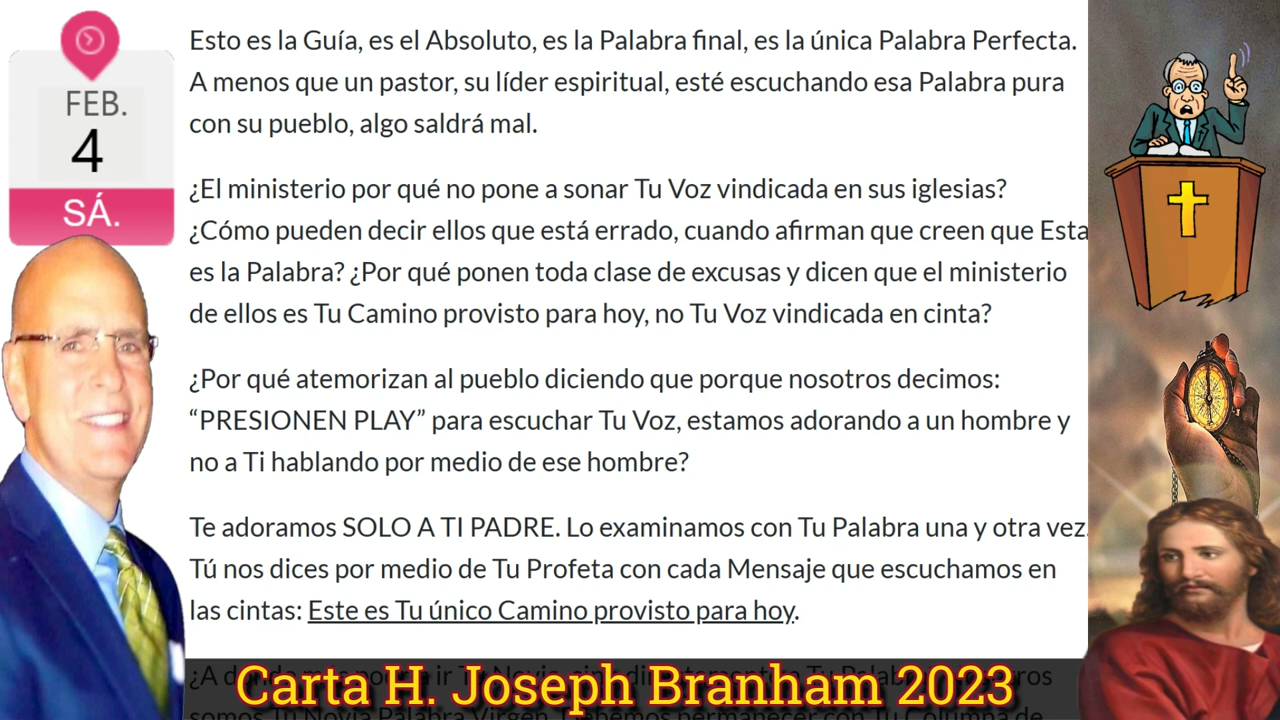 FEB.
4
SÁ.
Esto es la Guía, es el Absoluto, es la Palabra final, es la única Palabra Perfecta.
A menos que un pastor, su líder espiritual, esté escuchando esa Palabra pura
con su pueblo, algo saldrá mal.
¿El ministerio por qué no pone a sonar Tu Voz vindicada en sus iglesias?
¿Cómo pueden decir ellos que está errado, cuando afirman que creen que Esta
es la Palabra? ¿Por qué ponen toda clase de excusas y dicen que el ministerio
de ellos es Tu Camino provisto para hoy, no Tu Voz vindicada en cinta?
¿Por qué atemorizan al pueblo diciendo que porque nosotros decimos:
“PRESIONEN PLAY” para escuchar Tu Voz, estamos adorando a un hombre y
no a Ti hablando por medio de ese hombre?
Te adoramos SOLO A TI PADRE. Lo examinamos con Tu Palabra una y otra vez.
Tú nos dices por medio de Tu Profeta con cada Mensaje que escuchamos en
las cintas: Este es Tu único Camino provisto para hoy.
Carta H. Joseph Branham 2023